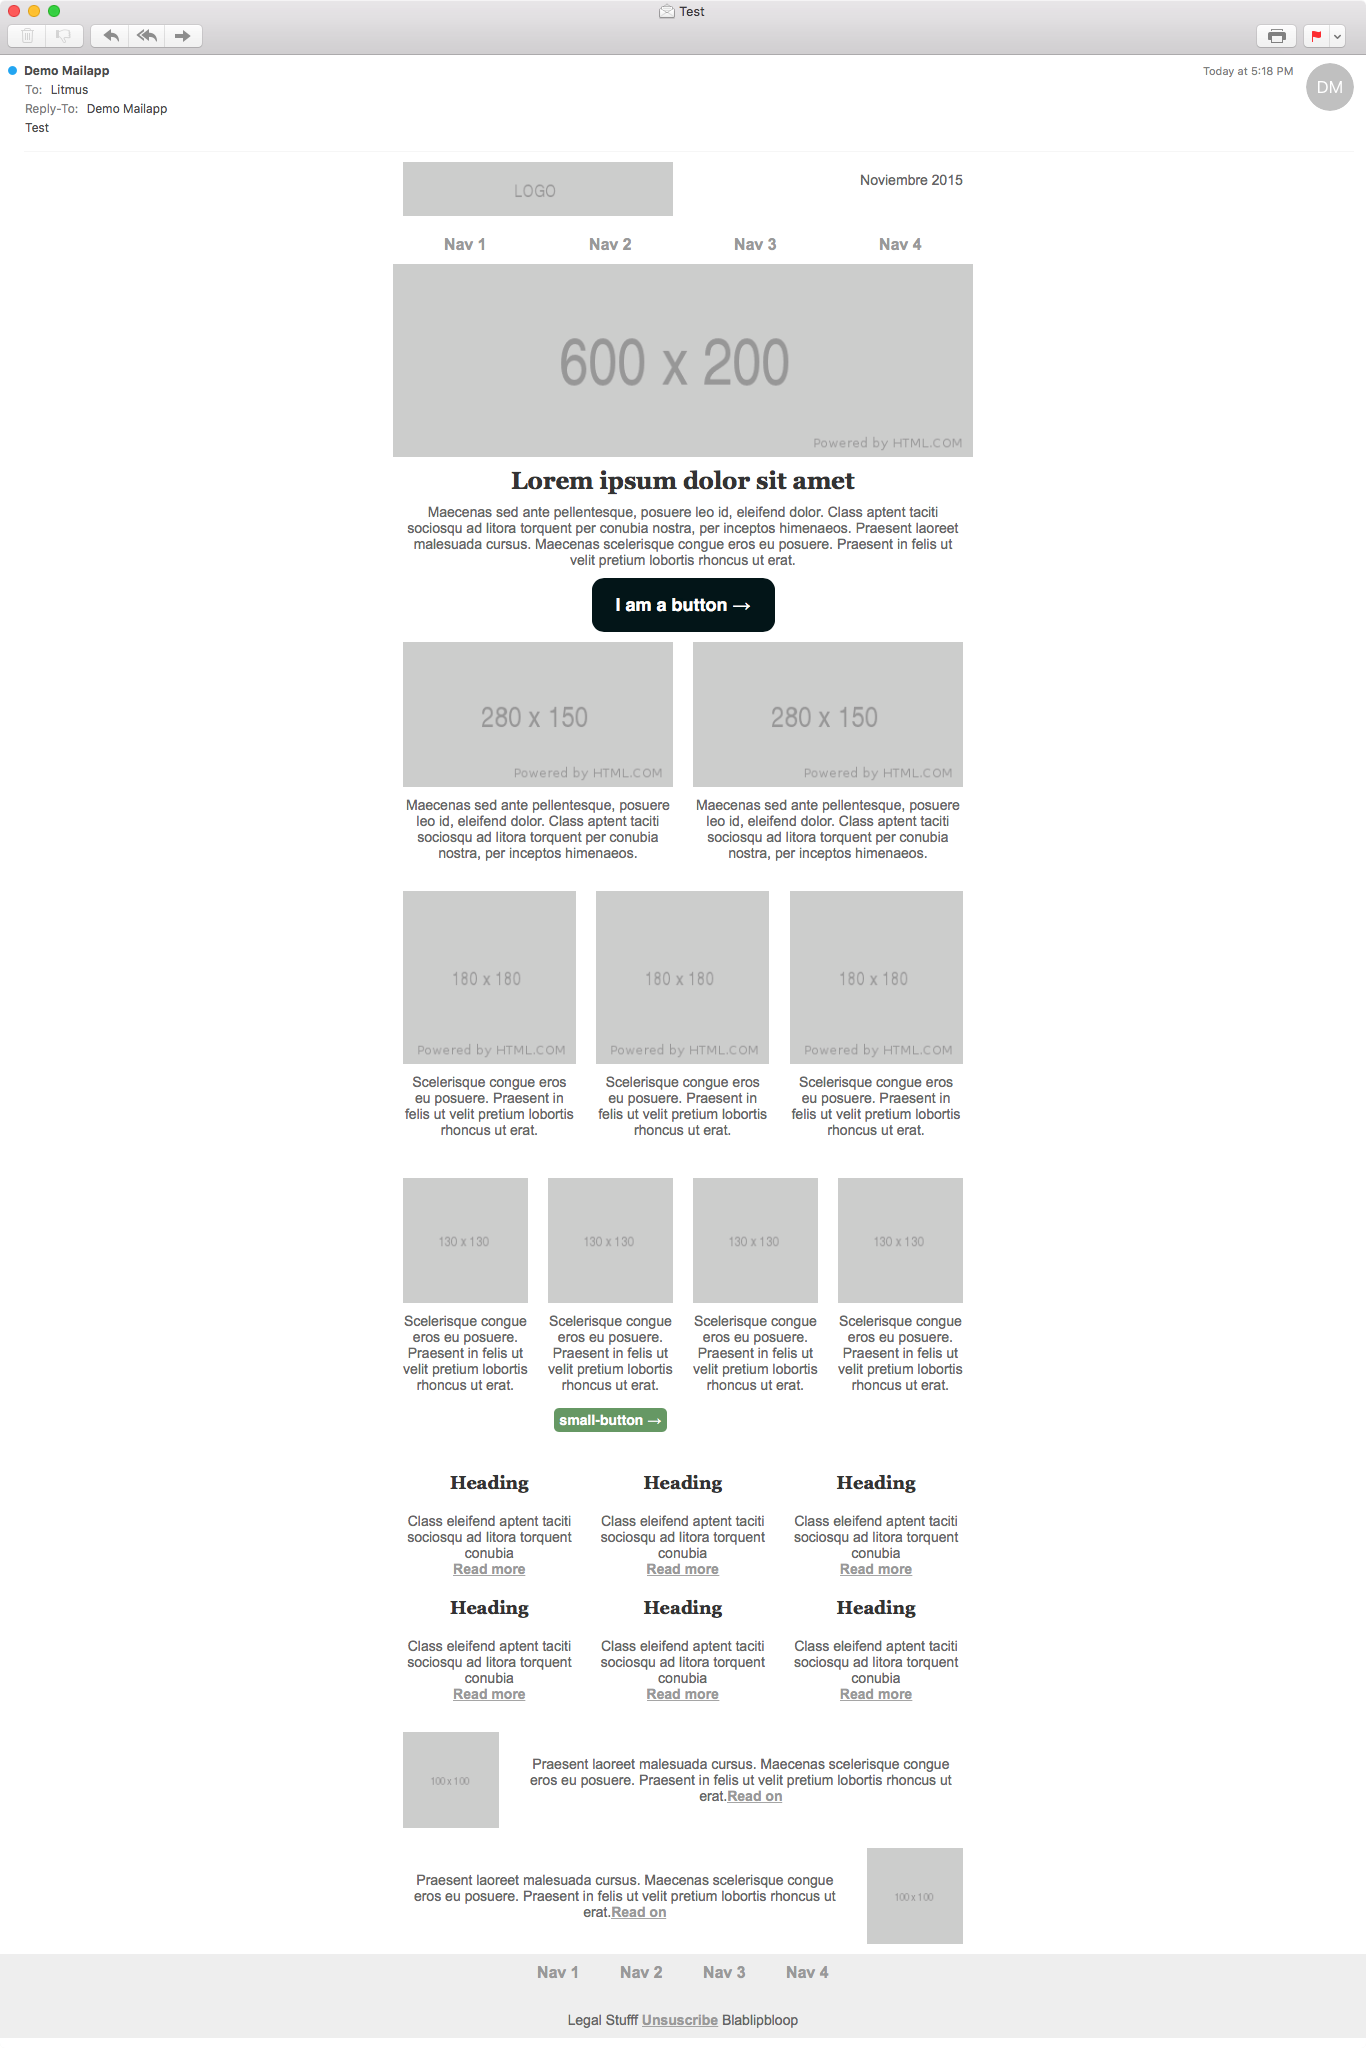 Test
Demo Mailapp
Today at 5:18 PM
DM
To: Litmus
Reply-To: Demo Mailapp
Test
LOGO
Noviembre 2015
Nav 1 Nav 2 Nav 3 Nav 4
600 x 200
Powered by HTML.COM
Lorem ipsum dolor sit amet
Maecenas sed ante pellentesque, posuere leo id, eleifend dolor. Class aptent taciti
sociosqu ad litora torquent per conubia nostra, per inceptos himenaeos. Praesent laoreet
malesuada cursus. Maecenas scelerisque congue eros eu posuere. Praesent in felis ut
velit pretium lobortis rhoncus ut erat.
I am a button →
280 x 150
Powered by HTML.COM
Maecenas sed ante pellentesque, posuere
leo id, eleifend dolor. Class aptent taciti
sociosqu ad litora torquent per conubia
nostra, per inceptos himenaeos.
280 x 150
Powered by HTML.COM
Maecenas sed ante pellentesque, posuere
leo id, eleifend dolor. Class aptent taciti
sociosqu ad litora torquent per conubia
nostra, per inceptos himenaeos.
180 x 180
Powered by HTML.COM
Scelerisque congue eros
eu posuere. Praesent in
felis ut velit pretium lobortis
rhoncus ut erat.
180 x 180
Powered by HTML.COM
Scelerisque congue eros
eu posuere. Praesent in
felis ut velit pretium lobortis
rhoncus ut erat.
180 x 180
Powered by HTML.COM
Scelerisque congue eros
eu posuere. Praesent in
felis ut velit pretium lobortis
rhoncus ut erat.
130 x 130
Scelerisque congue
eros eu posuere.
Praesent in felis ut
velit pretium lobortis
rhoncus ut erat.
130 x 130
Scelerisque congue
eros eu posuere.
Praesent in felis ut
velit pretium lobortis
rhoncus ut erat.
small-button →
130 x 130
Scelerisque congue
eros eu posuere.
Praesent in felis ut
velit pretium lobortis
rhoncus ut erat.
130 x 130
Scelerisque congue
eros eu posuere.
Praesent in felis ut
velit pretium lobortis
rhoncus ut erat.
Heading
Class eleifend aptent taciti
sociosqu ad litora torquent
conubia
Read more
Heading
Class eleifend aptent taciti
sociosqu ad litora torquent
conubia
Read more
Heading
Class eleifend aptent taciti
sociosqu ad litora torquent
conubia
Read more
Heading
Class eleifend aptent taciti
sociosqu ad litora torquent
conubia
Read more
Heading
Class eleifend aptent taciti
sociosqu ad litora torquent
conubia
Read more
Heading
Class eleifend aptent taciti
sociosqu ad litora torquent
conubia
Read more
100 x 100
Praesent laoreet malesuada cursus. Maecenas scelerisque congue
eros eu posuere. Praesent in felis ut velit pretium lobortis rhoncus ut
erat.Read on
Praesent laoreet malesuada cursus. Maecenas scelerisque congue
eros eu posuere. Praesent in felis ut velit pretium lobortis rhoncus ut
erat.Read on
100 x 100
Nav 1 Nav 2 Nav 3 Nav 4
Legal Stufff Unsuscribe Blablipbloop